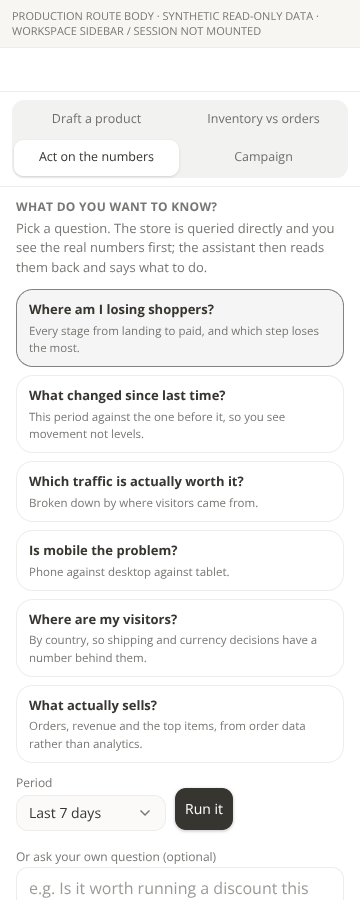 PRODUCTION ROUTE BODY · SYNTHETIC READ-ONLY DATA ·
WORKSPACE SIDEBAR / SESSION NOT MOUNTED
Draft a product
Inventory vs orders
Act on the numbers
Campaign
WHAT DO YOU WANT TO KNOW?
Pick a question. The store is queried directly and you
see the real numbers first; the assistant then reads
them back and says what to do.
Where am I losing shoppers?
Every stage from landing to paid, and which step loses
the most.
What changed since last time?
This period against the one before it, so you see
movement not levels.
Which traffic is actually worth it?
Broken down by where visitors came from.
Is mobile the problem?
Phone against desktop against tablet.
Where are my visitors?
By country, so shipping and currency decisions have a
number behind them.
What actually sells?
Orders, revenue and the top items, from order data
rather than analytics.
Period
Last 7 days
Run it
Or ask your own question (optional)
e.g. Is it worth running a discount this